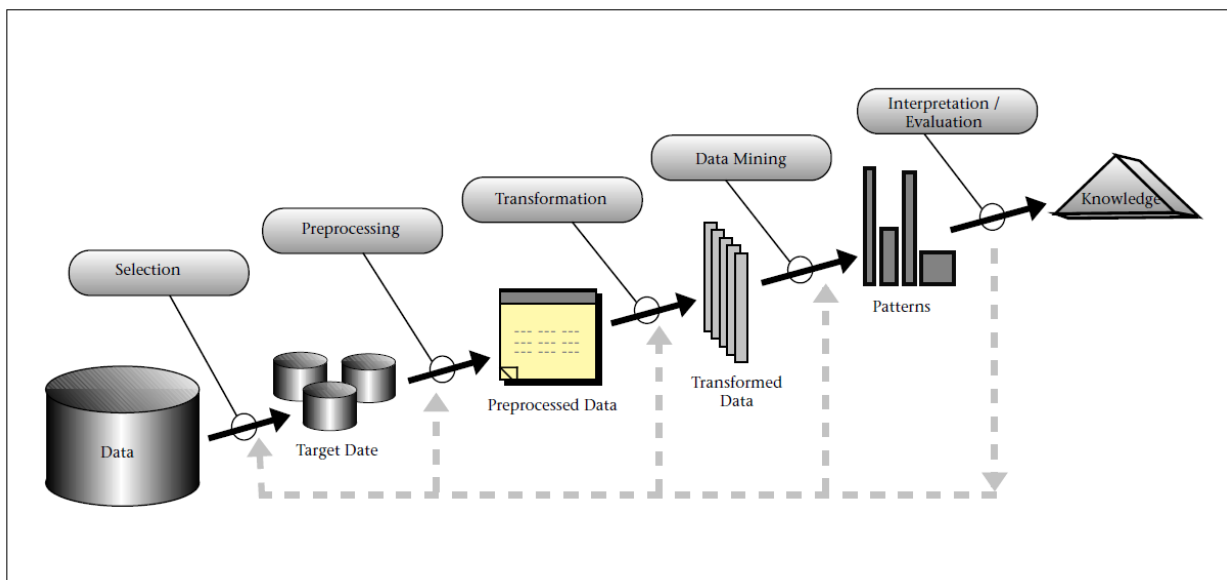 Interpretation /
Evaluation
Data Mining
Transformation
Preprocessing
Selection
Knowledge
Patterns
Transformed
Data
Preprocessed Data
Target Date
Data
--- --- ---
--- --- ---
--- --- ---